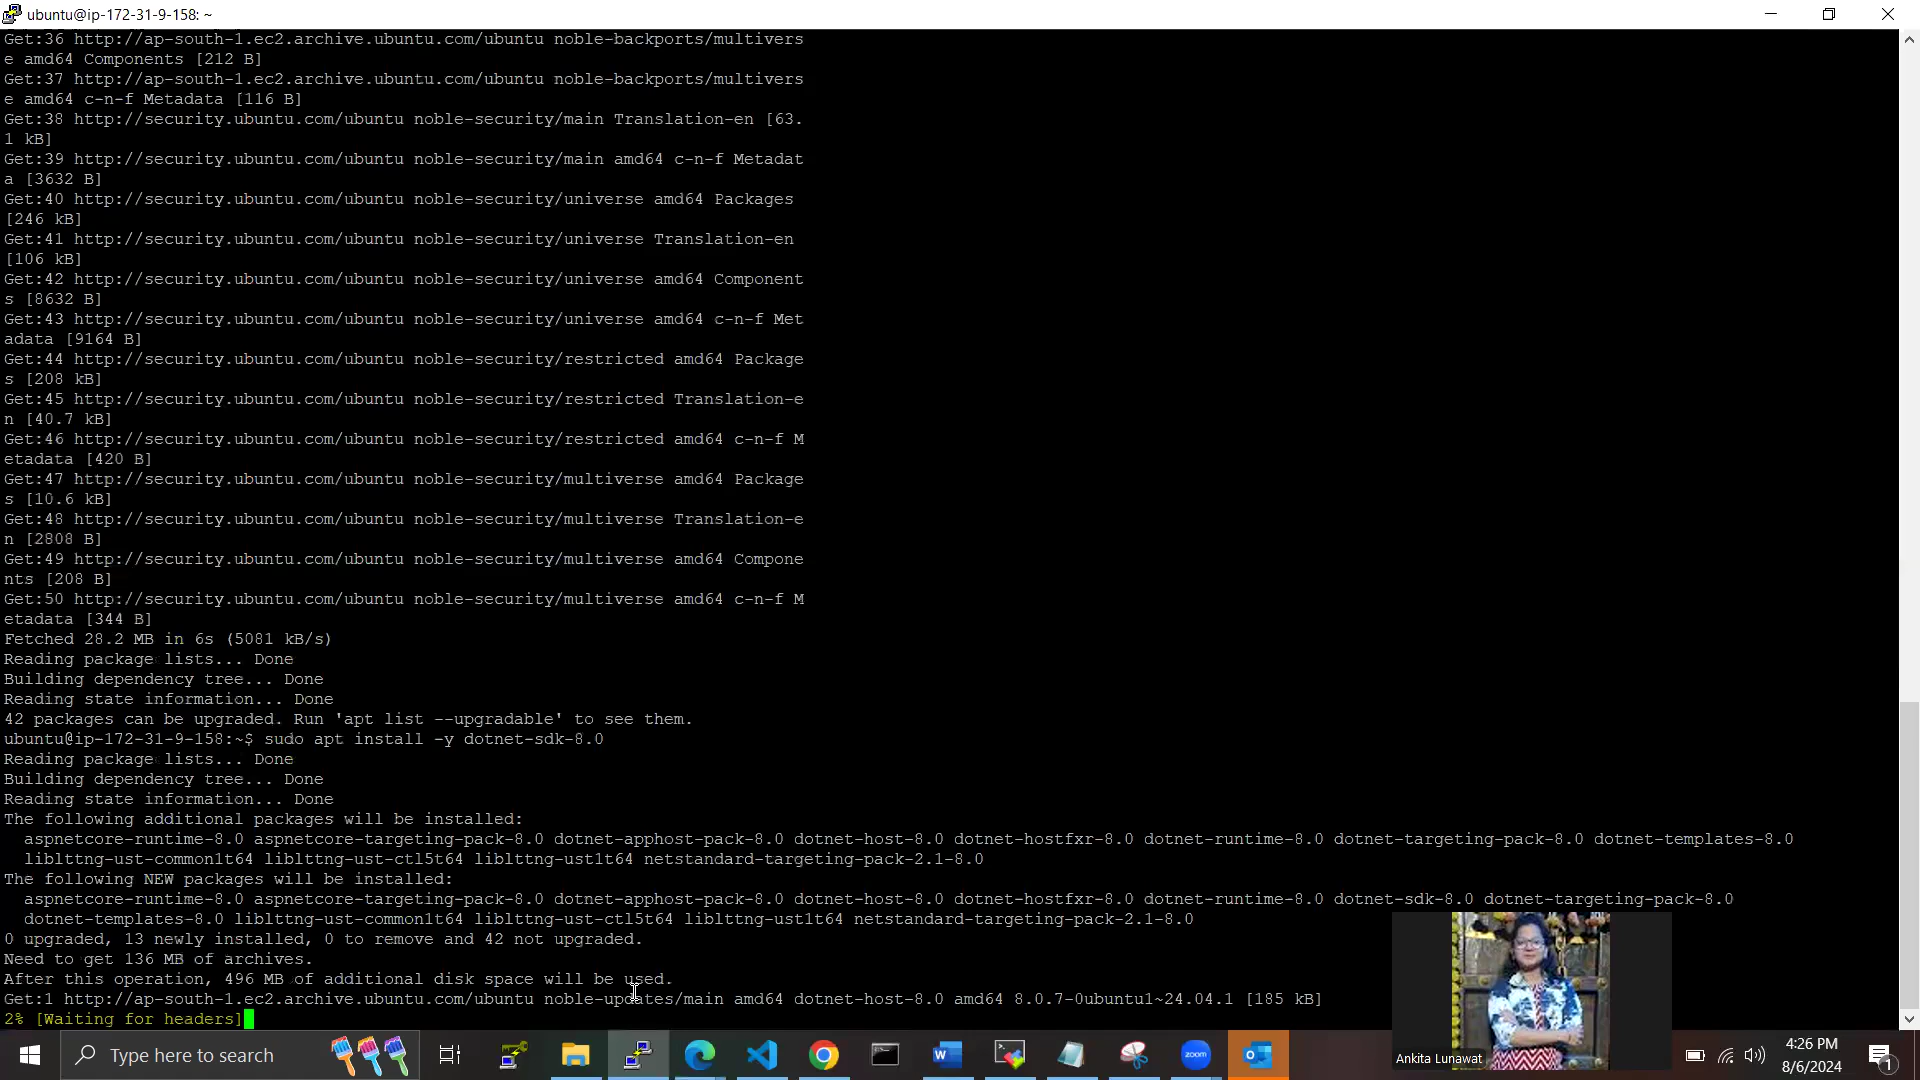 ubuntu@ip-172-31-9-158: ~
Get:36 http://ap-south-1.ec2.archive.ubuntu.com/ubuntu noble-backports/multivers
e amd64 Components [212 B]
Get:37 http://ap-south-1.ec2.archive.ubuntu.com/ubuntu noble-backports/multivers
e amd64 c-n-f Metadata [116 B]
Get:38 http://security.ubuntu.com/ubuntu noble-security/main Translation-en [63.
1 kB]
Get:39 http://security.ubuntu.com/ubuntu noble-security/main amd64 c-n-f Metadat
a [3632 B]
Get:40 http://security.ubuntu.com/ubuntu noble-security/universe amd64 Packages
[246 kB]
Get:41 http://security.ubuntu.com/ubuntu noble-security/universe Translation-en
[106 kB]
Get:42 http://security.ubuntu.com/ubuntu noble-security/universe amd64 Component
s [8632 B]
Get:43 http://security.ubuntu.com/ubuntu noble-security/universe amd64 c-n-f Met
adata [9164 B]
Get:44 http://security.ubuntu.com/ubuntu noble-security/restricted amd64 Package
s [208 kB]
Get:45 http://security.ubuntu.com/ubuntu noble-security/restricted Translation-e
n [40.7 kB]
Get:46 http://security.ubuntu.com/ubuntu noble-security/restricted amd64 c-n-f M
etadata [420 B]
Get:47 http://security.ubuntu.com/ubuntu noble-security/multiverse amd64 Package
s [10.6 kB]
Get:48 http://security.ubuntu.com/ubuntu noble-security/multiverse Translation-e
n [2808 B]
Get:49 http://security.ubuntu.com/ubuntu noble-security/multiverse amd64 Compone
nts [208 B]
Get:50 http://security.ubuntu.com/ubuntu noble-security/multiverse amd64 c-n-f M
etadata [344 B]
Fetched 28.2 MB in 6s (5081 kB/s)
Reading package lists... Done
Building dependency tree... Done
Reading state information... Done
42 packages can be upgraded. Run 'apt list --upgradable' to see them.
ubuntu@ip-172-31-9-158:~$ sudo apt install -y dotnet-sdk-8.0
Reading package lists... Done
Building dependency tree... Done
Reading state information... Done
The following additional packages will be installed:
aspnetcore-runtime-8.0 aspnetcore-targeting-pack-8.0 dotnet-apphost-pack-8.0 dotnet-host-8.0 dotnet-hostfxr-8.0 dotnet-runtime-8.0 dotnet-targeting-pack-8.0 dotnet-templates-8.0
liblttng-ust-common1t64 liblttng-ust-ctl5t64 liblttng-ust1t64 netstandard-targeting-pack-2.1-8.0
The following NEW packages will be installed:
aspnetcore-runtime-8.0 aspnetcore-targeting-pack-8.0 dotnet-apphost-pack-8.0 dotnet-host-8.0 dotnet-hostfxr-8.0 dotnet-runtime-8.0 dotnet-sdk-8.0 dotnet-targeting-pack-8.0
dotnet-templates-8.0 liblttng-ust-common1t64 liblttng-ust-ctl5t64 liblttng-ust1t64 netstandard-targeting-pack-2.1-8.0
0 upgraded, 13 newly installed, 0 to remove and 42 not upgraded.
Need to get 136 MB of archives.
After this operation, 496 MB of additional disk space will be used.
Get:1 http://ap-south-1.ec2.archive.ubuntu.com/ubuntu noble-updates/main amd64 dotnet-host-8.0 amd64 8.0.7-0ubuntu1~24.04.1 [185 kB]
2% [Waiting for headers]
Ankita Lunawat
Type here to search
zoom
4:26 PM
8/6/2024
1